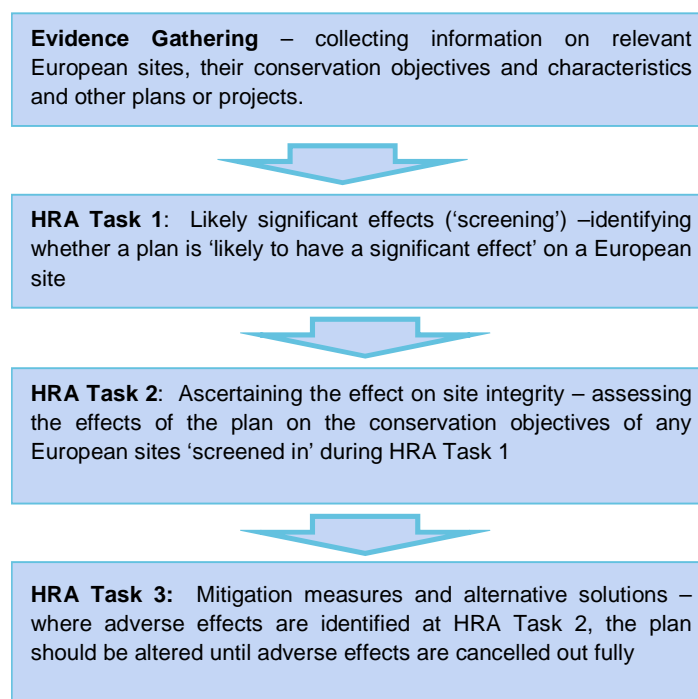 Evidence Gathering – collecting information on relevant
European sites, their conservation objectives and characteristics
and other plans or projects.
HRA Task 1: Likely significant effects (‘screening’) –identifying
whether a plan is ‘likely to have a significant effect’ on a European
site
HRA Task 2: Ascertaining the effect on site integrity – assessing
the effects of the plan on the conservation objectives of any
European sites ‘screened in’ during HRA Task 1
HRA Task 3: Mitigation measures and alternative solutions –
where adverse effects are identified at HRA Task 2, the plan
should be altered until adverse effects are cancelled out fully